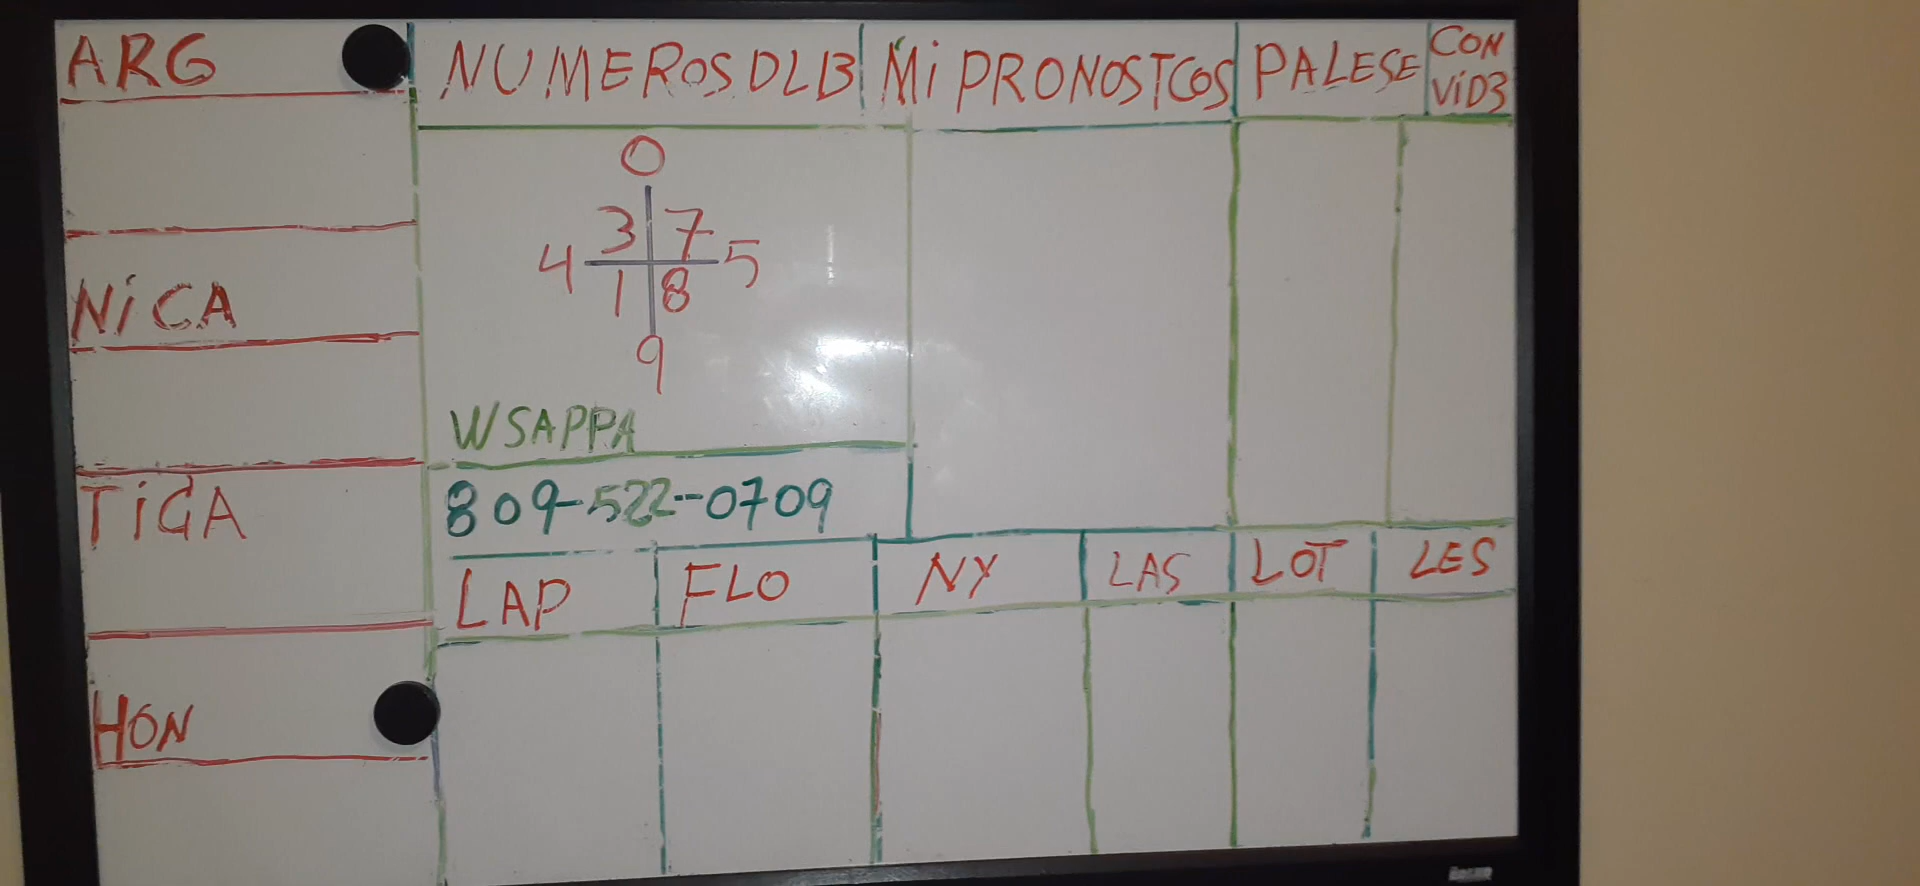 ARG
NUMEROS DLB
Mi PRONOSTCOS
PALESE
CON
ViD3
0
3 7
4 5
1 8
9
NiCA
WSAPPA
TiGA
809-522--0709
LAP
FLO
NY
LAS
LOT
LES
HON